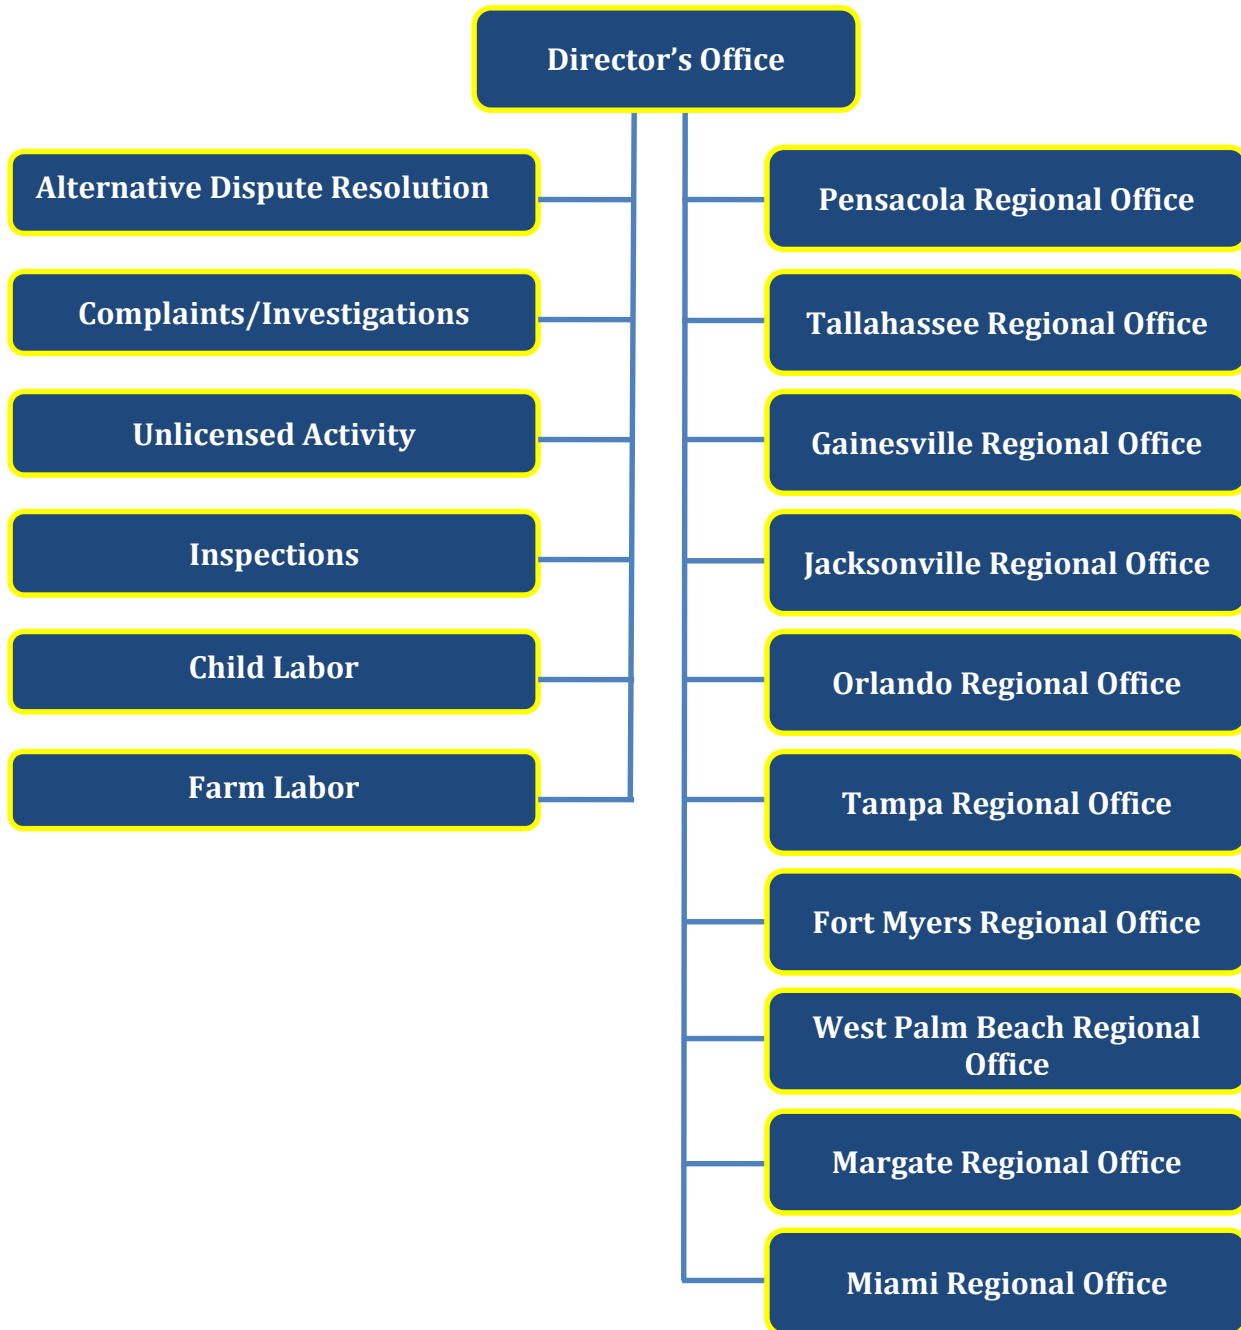 Director’s Office
Alternative Dispute Resolution
Complaints/Investigations
Unlicensed Activity
Inspections
Child Labor
Farm Labor
Pensacola Regional Office
Tallahassee Regional Office
Gainesville Regional Office
Jacksonville Regional Office
Orlando Regional Office
Tampa Regional Office
Fort Myers Regional Office
West Palm Beach Regional
Office
Margate Regional Office
Miami Regional Office